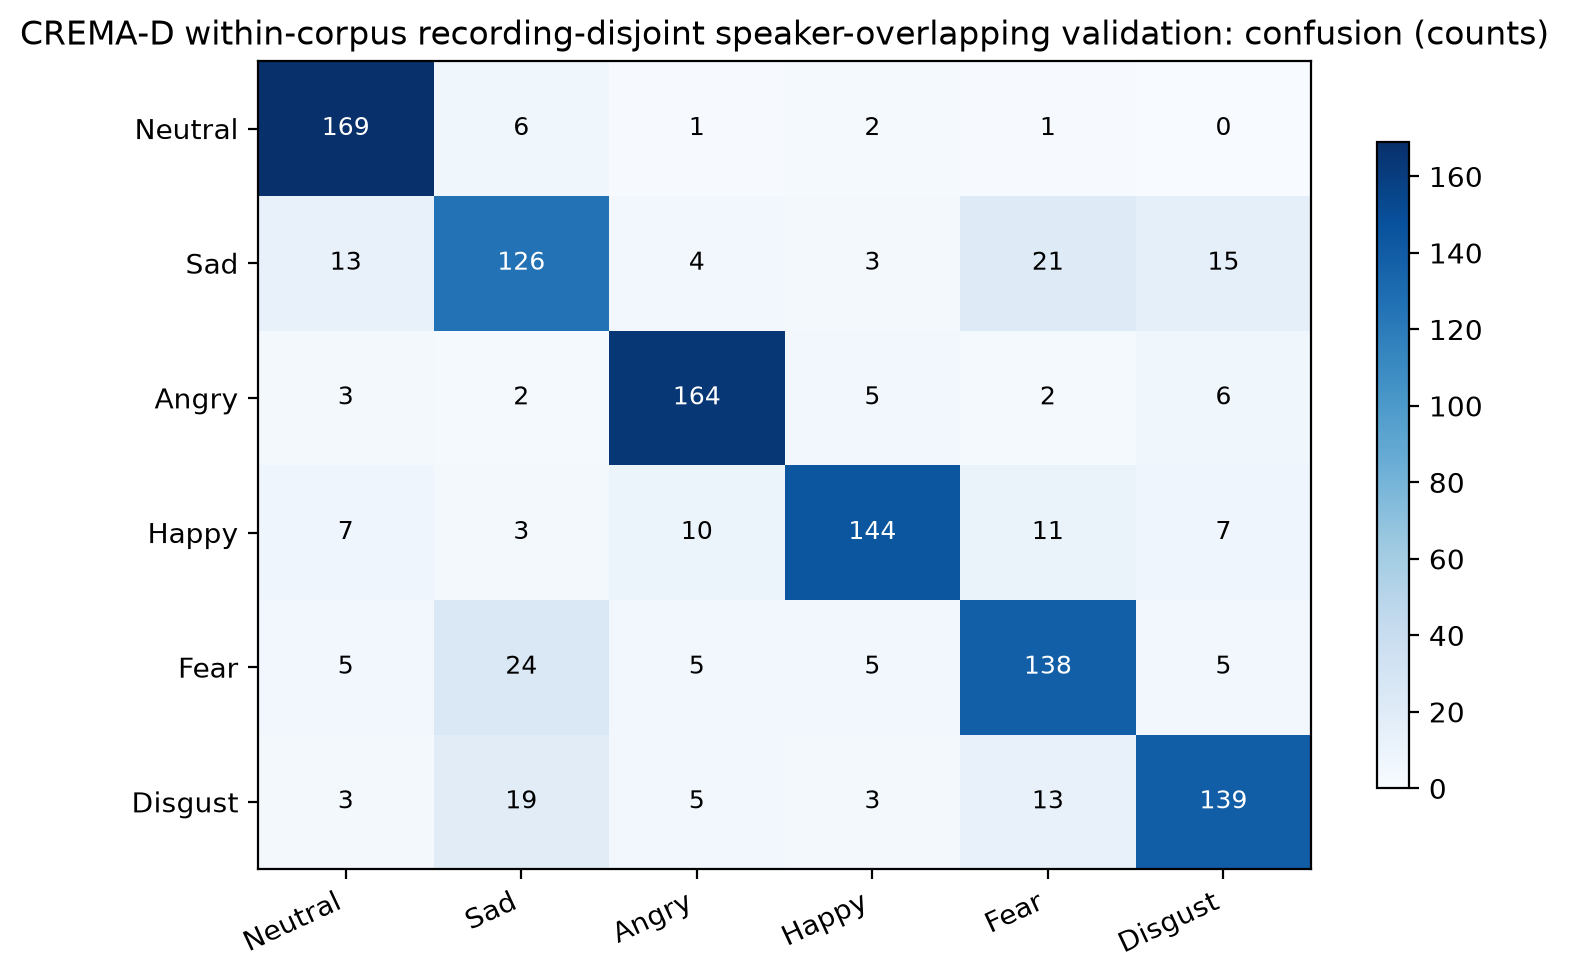 CREMA-D within-corpus recording-disjoint speaker-overlapping validation: confusion (counts)
Neutral 169 6 1 2 1 0
Sad 13 126 4 3 21 15
Angry 3 2 164 5 2 6
Happy 7 3 10 144 11 7
Fear 5 24 5 5 138 5
Disgust 3 19 5 3 13 139
Neutral Sad Angry Happy Fear Disgust
160
140
120
100
80
60
40
20
0